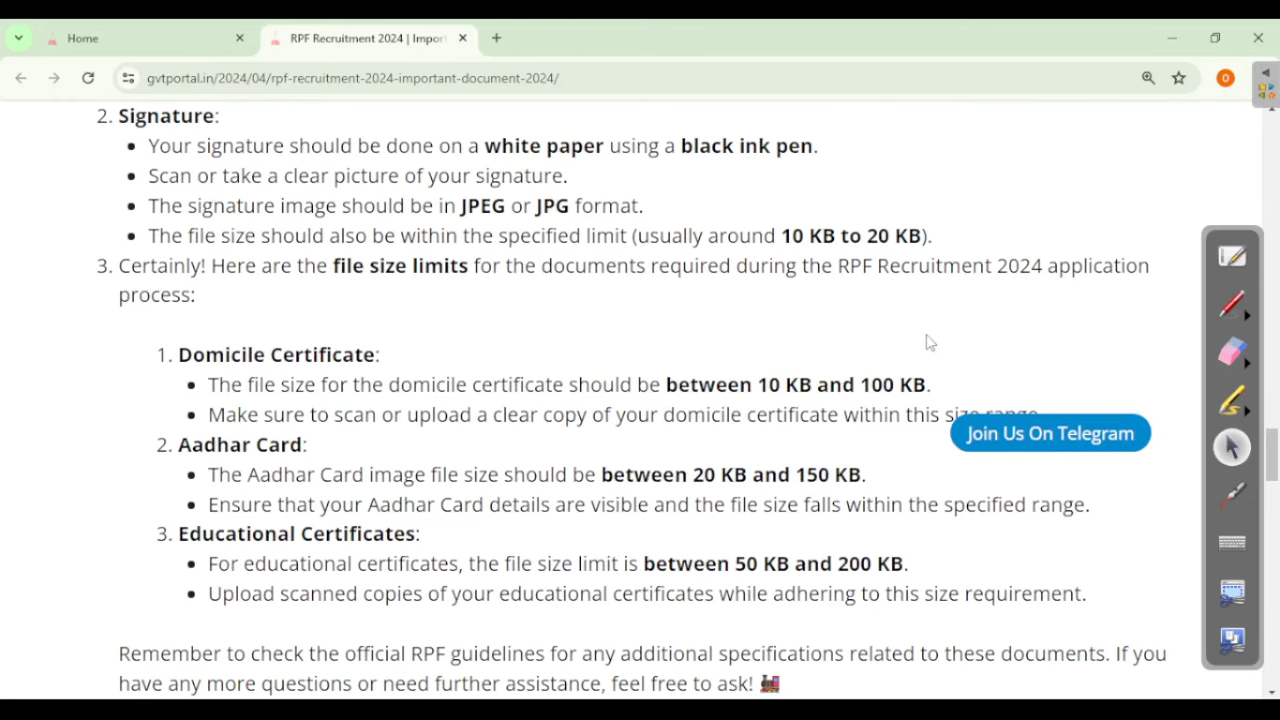 Home
RPF Recruitment 2024 | Impor
gvtportal.in/2024/04/rpf-recruitment-2024-important-document-2024/
O
2. Signature:
• Your signature should be done on a white paper using a black ink pen.
• Scan or take a clear picture of your signature.
• The signature image should be in JPEG or JPG format.
• The file size should also be within the specified limit (usually around 10 KB to 20 KB).
3. Certainly! Here are the file size limits for the documents required during the RPF Recruitment 2024 application
process:
1. Domicile Certificate:
• The file size for the domicile certificate should be between 10 KB and 100 KB.
• Make sure to scan or upload a clear copy of your domicile certificate within this size range.
Join Us On Telegram
2. Aadhar Card:
• The Aadhar Card image file size should be between 20 KB and 150 KB.
• Ensure that your Aadhar Card details are visible and the file size falls within the specified range.
3. Educational Certificates:
• For educational certificates, the file size limit is between 50 KB and 200 KB.
• Upload scanned copies of your educational certificates while adhering to this size requirement.
Remember to check the official RPF guidelines for any additional specifications related to these documents. If you
have any more questions or need further assistance, feel free to ask! 🚂